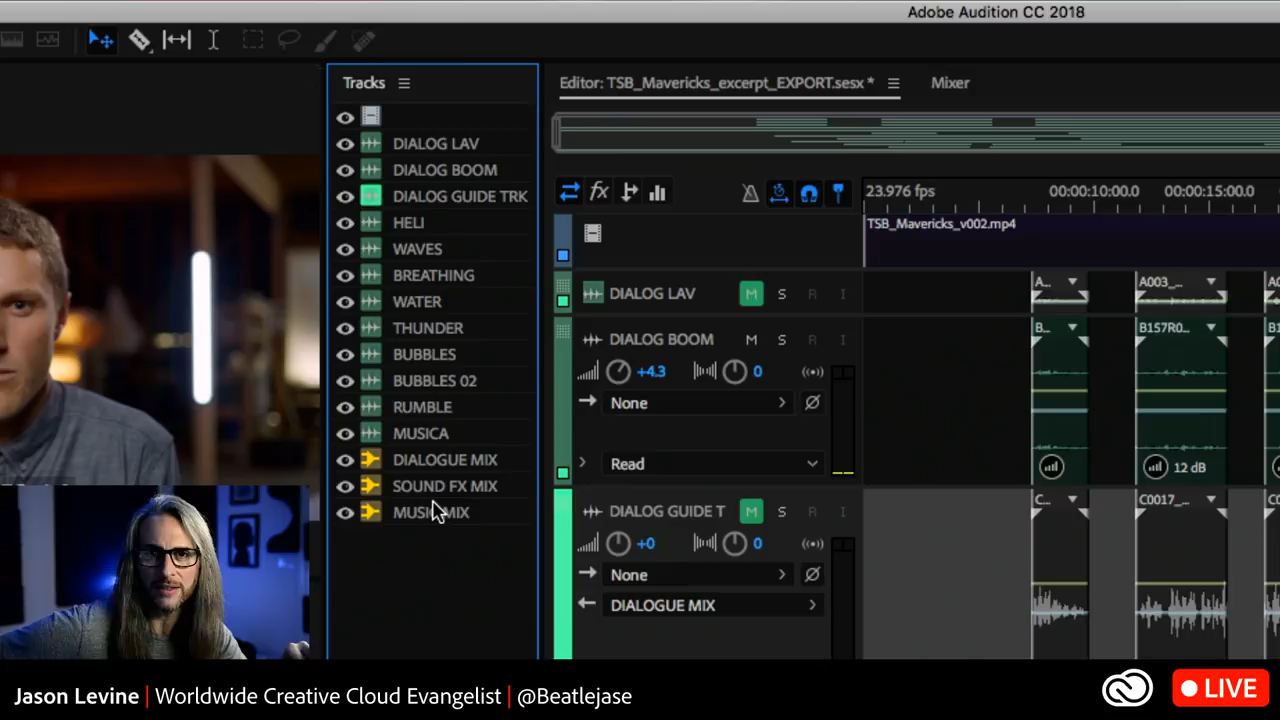 Adobe Audition CC 2018
Tracks
DIALOG LAV
DIALOG BOOM
DIALOG GUIDE TRK
HELI
WAVES
BREATHING
WATER
THUNDER
BUBBLES
BUBBLES 02
RUMBLE
MUSICA
DIALOGUE MIX
SOUND FX MIX
MUSIC MIX
Editor: TSB_Mavericks_excerpt_EXPORT.sesx *
Mixer
fx
23.976 fps 00:00:10:00.0 00:00:15:00.0
TSB_Mavericks_v002.mp4
DIALOG LAV M S R I
A... A003_...
DIALOG BOOM M S R I
B... B157R0...
+4.3 0
None
Read
12 dB
DIALOG GUIDE T M S R I
C... C0017_...
+0 0
None
DIALOGUE MIX
Jason Levine | Worldwide Creative Cloud Evangelist | @Beatlejase
LIVE